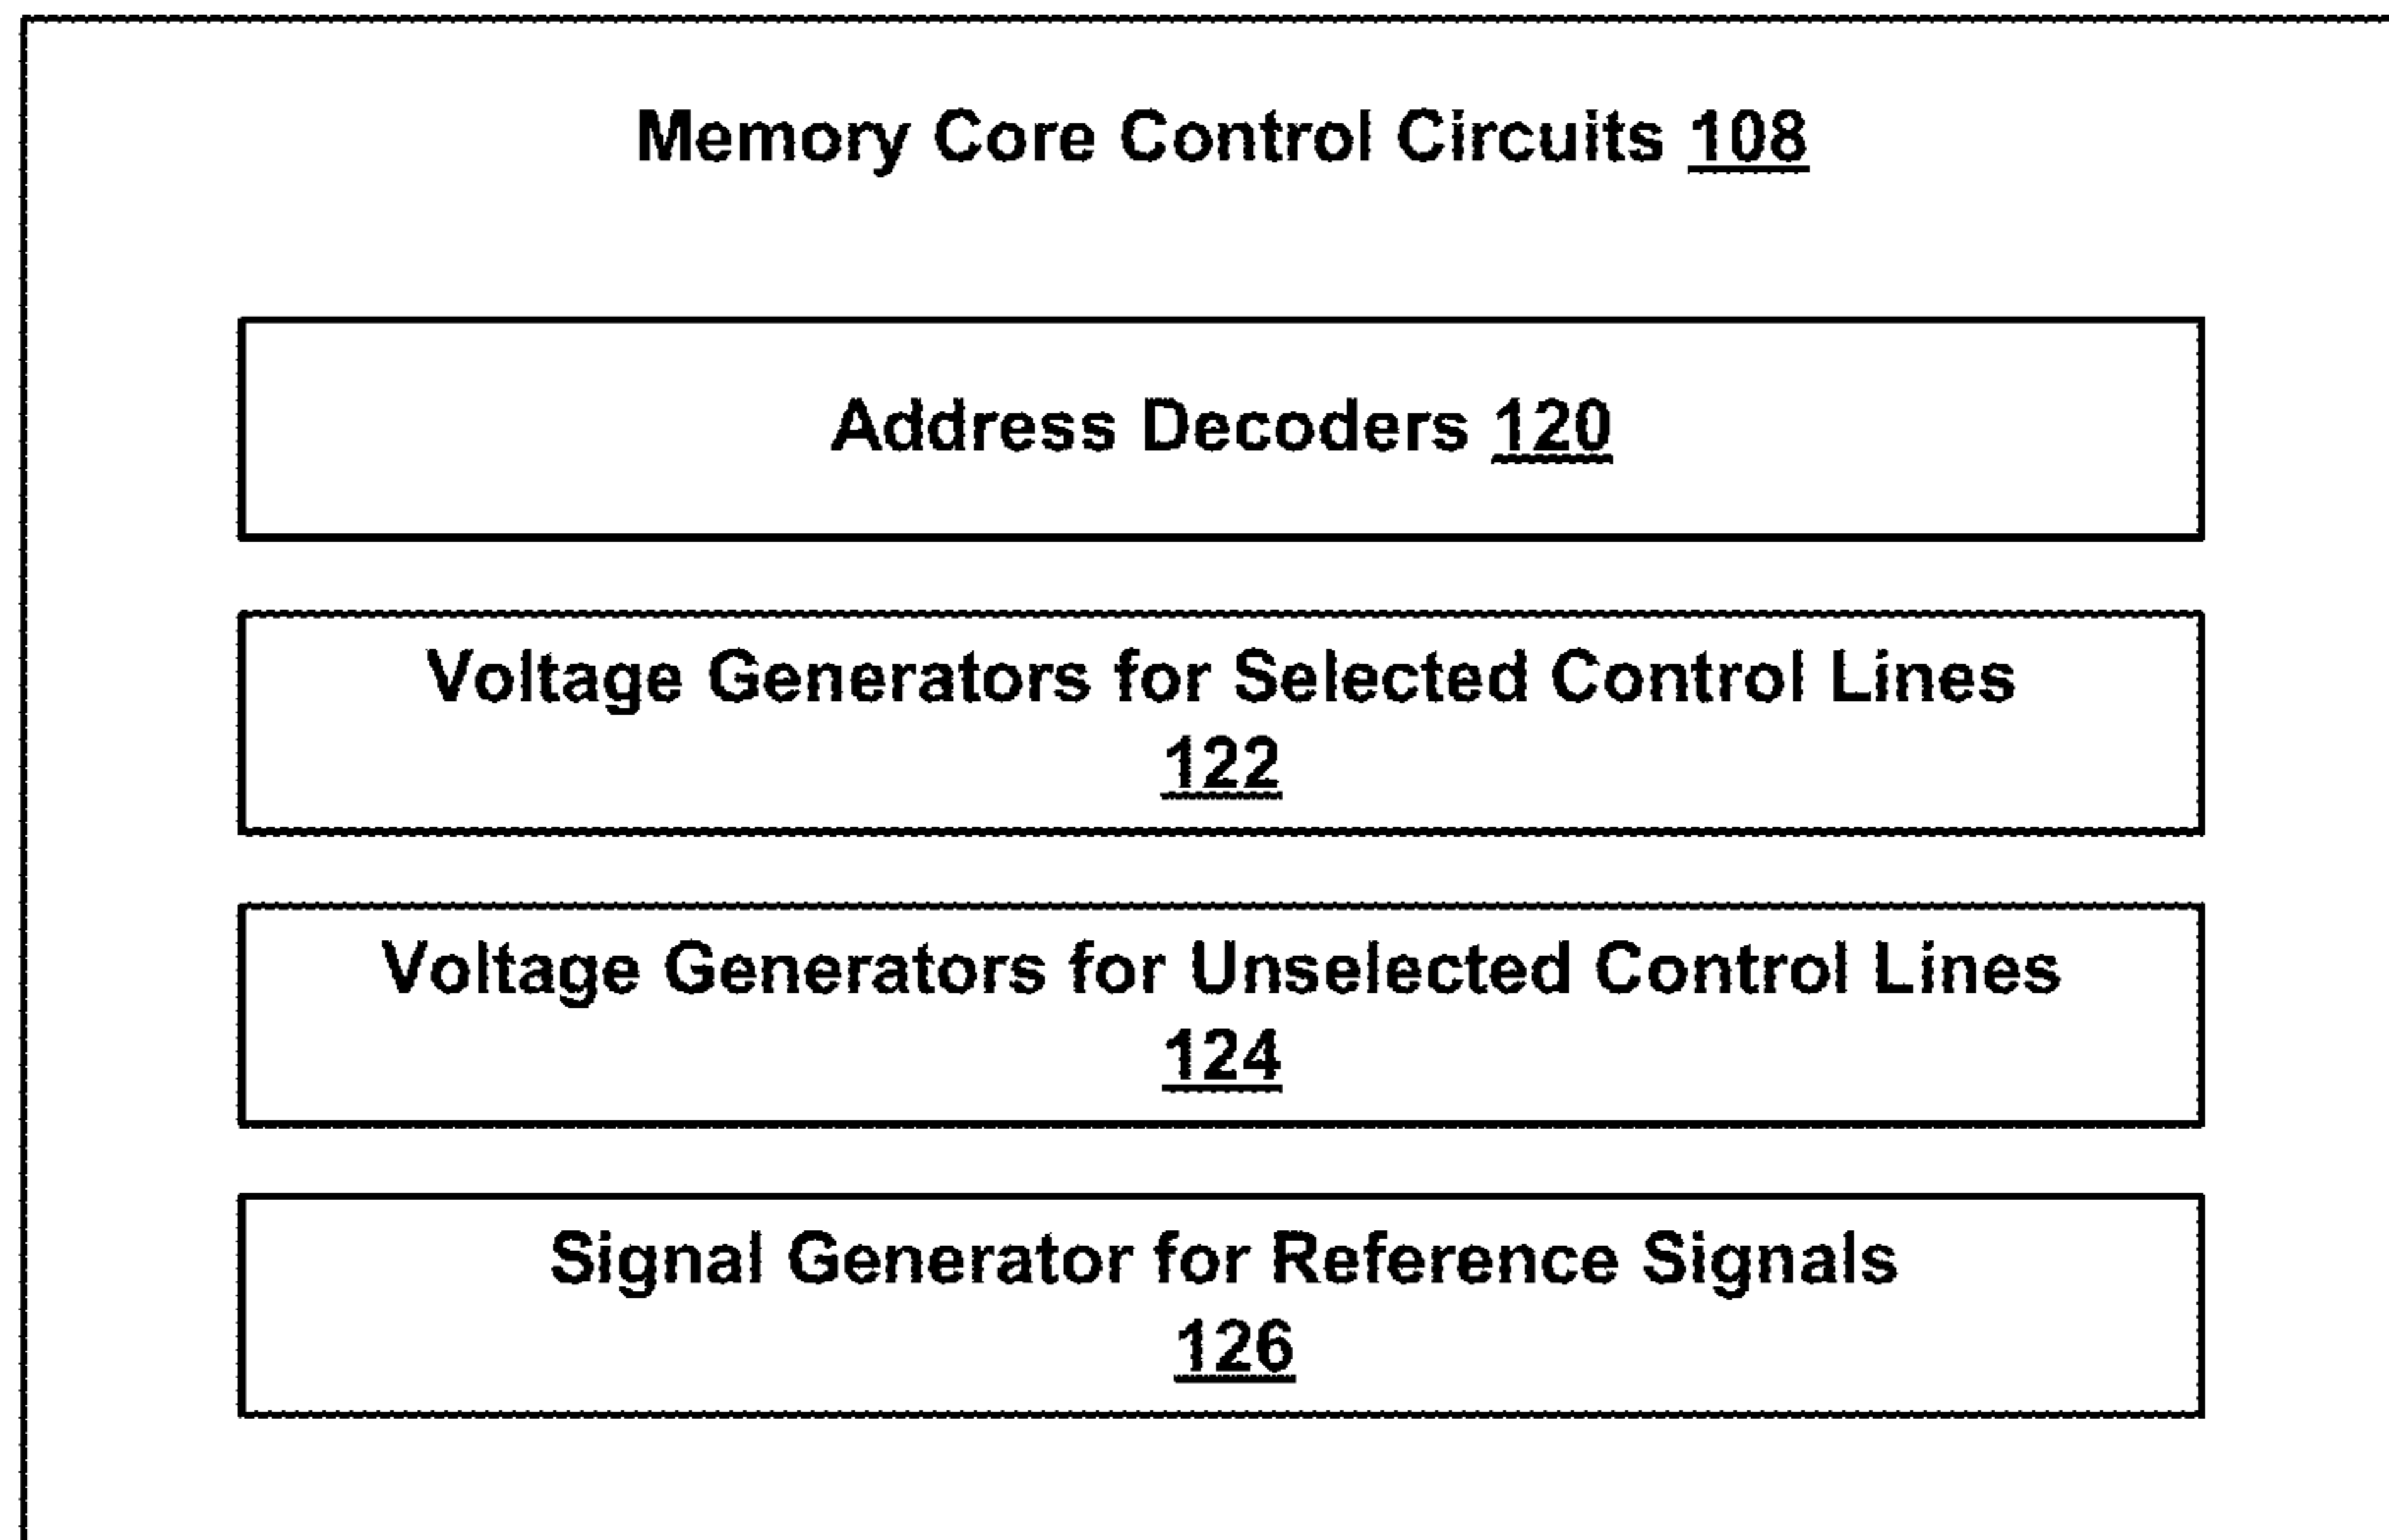 Memory Core Control Circuits 108
Address Decoders 120
Voltage Generators for Selected Control Lines
122
Voltage Generators for Unselected Control Lines
124
Signal Generator for Reference Signals
126